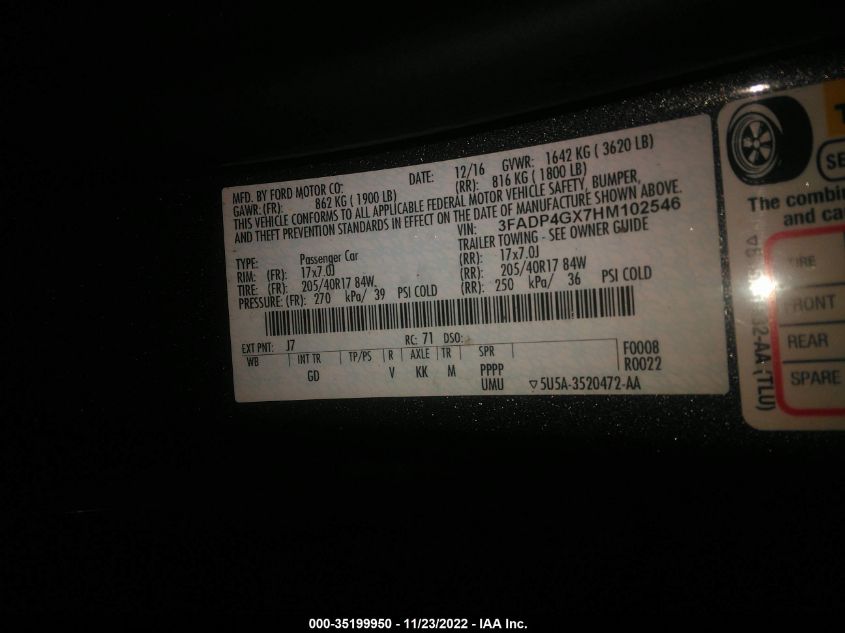 MFD. BY FORD MOTOR CO: DATE: 12/16 GVWR: 1642 KG ( 3620 LB)
GAWR: (FR): 862 KG ( 1900 LB) (RR): 816 KG ( 1800 LB)
THIS VEHICLE CONFORMS TO ALL APPLICABLE FEDERAL MOTOR VEHICLE SAFETY, BUMPER,
AND THEFT PREVENTION STANDARDS IN EFFECT ON THE DATE OF MANUFACTURE SHOWN ABOVE.
VIN: 3FADP4GX7HM102546
TYPE: Passenger Car TRAILER TOWING - SEE OWNER GUIDE
RIM: (FR): 17x7.0J (RR): 17x7.0J
TIRE: (FR): 205/40R17 84W (RR): 205/40R17 84W
PRESSURE: (FR): 270 kPa/ 39 PSI COLD (RR): 250 kPa/ 36 PSI COLD
EXT PNT: J7 RC: 71 DSO:
WB INT TR TP/PS R AXLE TR SPR F0008
GD V KK M PPPP R0022
UMU ▽5U5A-3520472-AA
The combin
and ca
TIRE
FRONT
REAR
SPARE
32-AA (TLU)
000-35199950 - 11/23/2022 - IAA Inc.